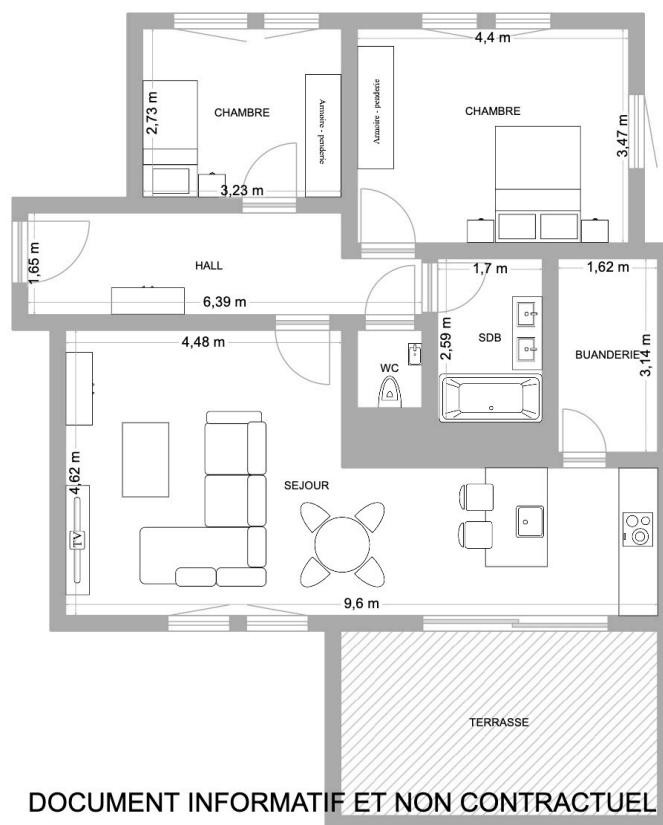 4,4 m
2,73 m
CHAMBRE
Armoire - penderie
Armoire - penderie
CHAMBRE
3,47 m
3,23 m
1,65 m
HALL
6,39 m
1,7 m
1,62 m
4,48 m
2,59 m
SDB
BUANDERIE
3,14 m
WC
4,62 m
SEJOUR
TV
9,6 m
TERRASSE
DOCUMENT INFORMATIF ET NON CONTRACTUEL